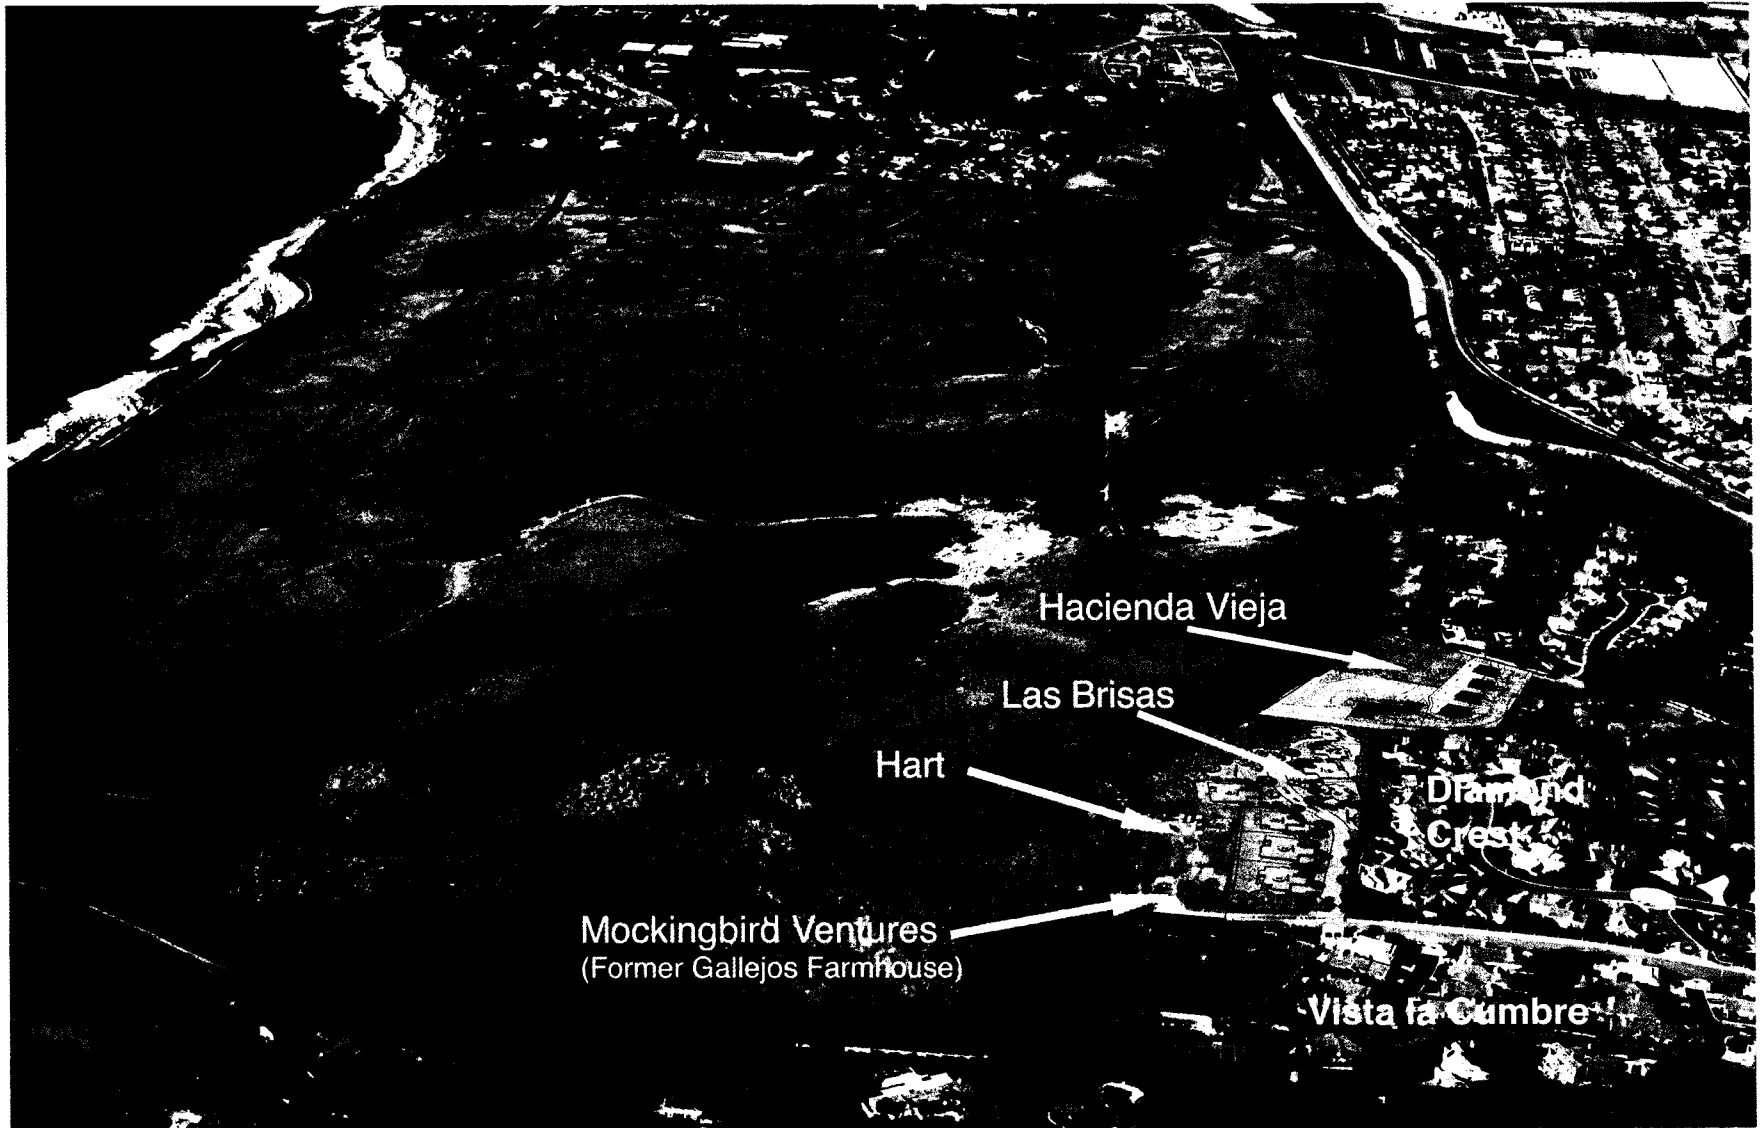 Hacienda Vieja
Las Brisas
Hart
Diamond
Crest
Mockingbird Ventures
(Former Gallejos Farmhouse)
Vista la Cumbre